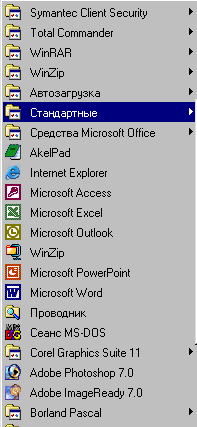 Symantec Client Security
Total Commander
WinRAR
WinZip
Автозагрузка
Стандартные
Средства Microsoft Office
AkelPad
Internet Explorer
Microsoft Access
Microsoft Excel
Microsoft Outlook
WinZip
Microsoft PowerPoint
Microsoft Word
Проводник
Сеанс MS-DOS
Corel Graphics Suite 11
Adobe Photoshop 7.0
Adobe ImageReady 7.0
Borland Pascal